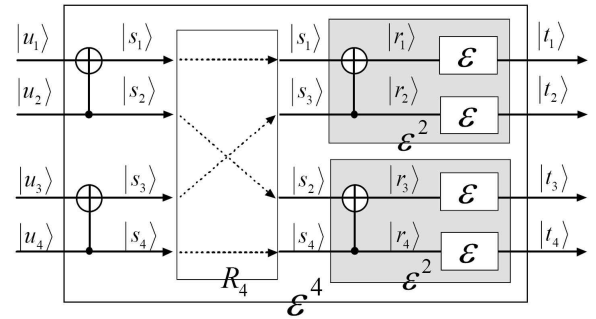 |u₁⟩ |s₁⟩ |s₁⟩ |r₁⟩ ℰ |t₁⟩
|u₂⟩ |s₂⟩ |s₃⟩ |r₂⟩ ℰ |t₂⟩
ℰ²
|u₃⟩ |s₃⟩ |s₂⟩ |r₃⟩ ℰ |t₃⟩
|u₄⟩ |s₄⟩ |s₄⟩ |r₄⟩ ℰ |t₄⟩
R₄ ℰ²
ℰ⁴